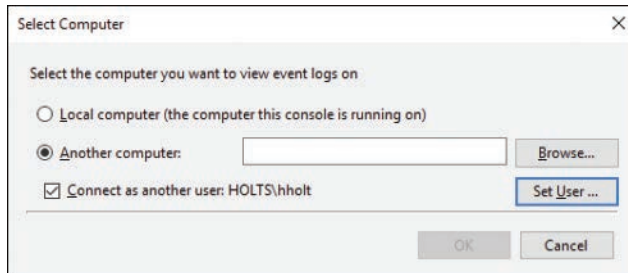 Select Computer
Select the computer you want to view event logs on
Local computer (the computer this console is running on)
Another computer:
Browse...
Connect as another user: HOLTS\hholt
Set User ...
OK
Cancel